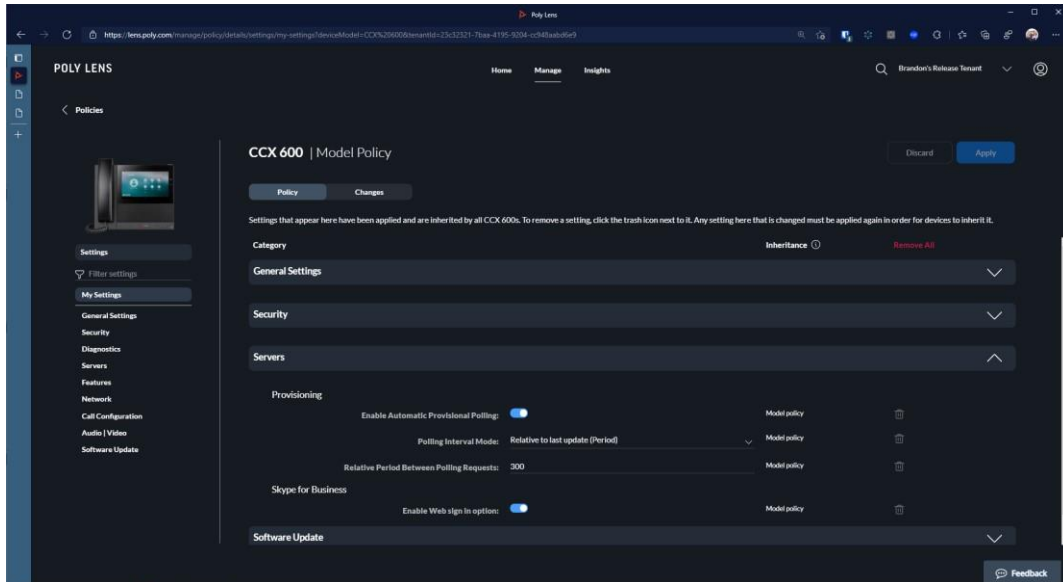 Poly Lens
https://lens.poly.com/manage/policy/details/settings/my-settings?deviceModel=CCX%20600&tenantId=23c32321-7baa-4195-9204-cc948aabd6e9
POLY LENS
Home Manage Insights
Brandon's Release Tenant
Policies
CCX 600 | Model Policy
Discard Apply
Policy Changes
Settings that appear here have been applied and are inherited by all CCX 600s. To remove a setting, click the trash icon next to it. Any setting here that is changed must be applied again in order for devices to inherit it.
Settings
Filter settings
My Settings
General Settings
Security
Diagnostics
Servers
Features
Network
Call Configuration
Audio | Video
Software Update
Category Inheritance Remove All
General Settings
Security
Servers
Provisioning
Enable Automatic Provisional Polling: Model policy
Polling Interval Mode: Relative to last update (Period) Model policy
Relative Period Between Polling Requests: 300 Model policy
Skype for Business
Enable Web sign in option: Model policy
Software Update
Feedback